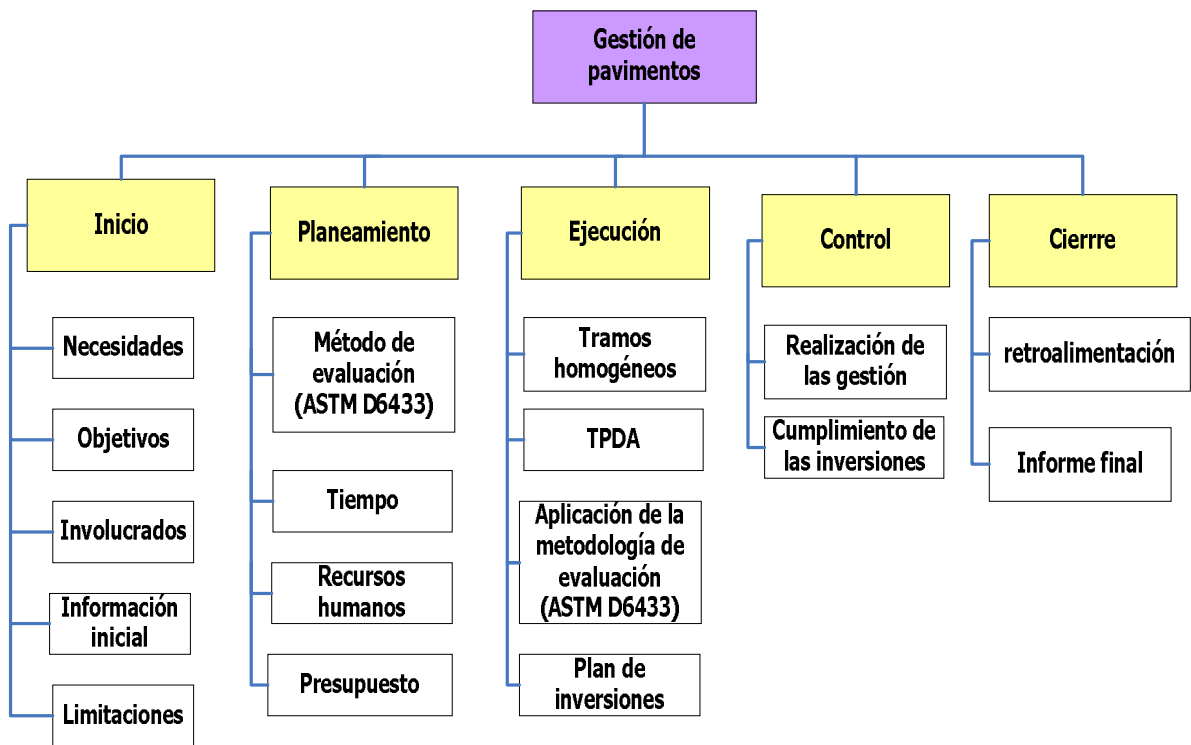 Gestión de
pavimentos
Inicio
Necesidades
Objetivos
Involucrados
Información
inicial
Limitaciones
Planeamiento
Método de
evaluación
(ASTM D6433)
Tiempo
Recursos
humanos
Presupuesto
Ejecución
Tramos
homogéneos
TPDA
Aplicación de la
metodología de
evaluación
(ASTM D6433)
Plan de
inversiones
Control
Realización de
las gestión
Cumplimiento de
las inversiones
Cierrre
retroalimentación
Informe final